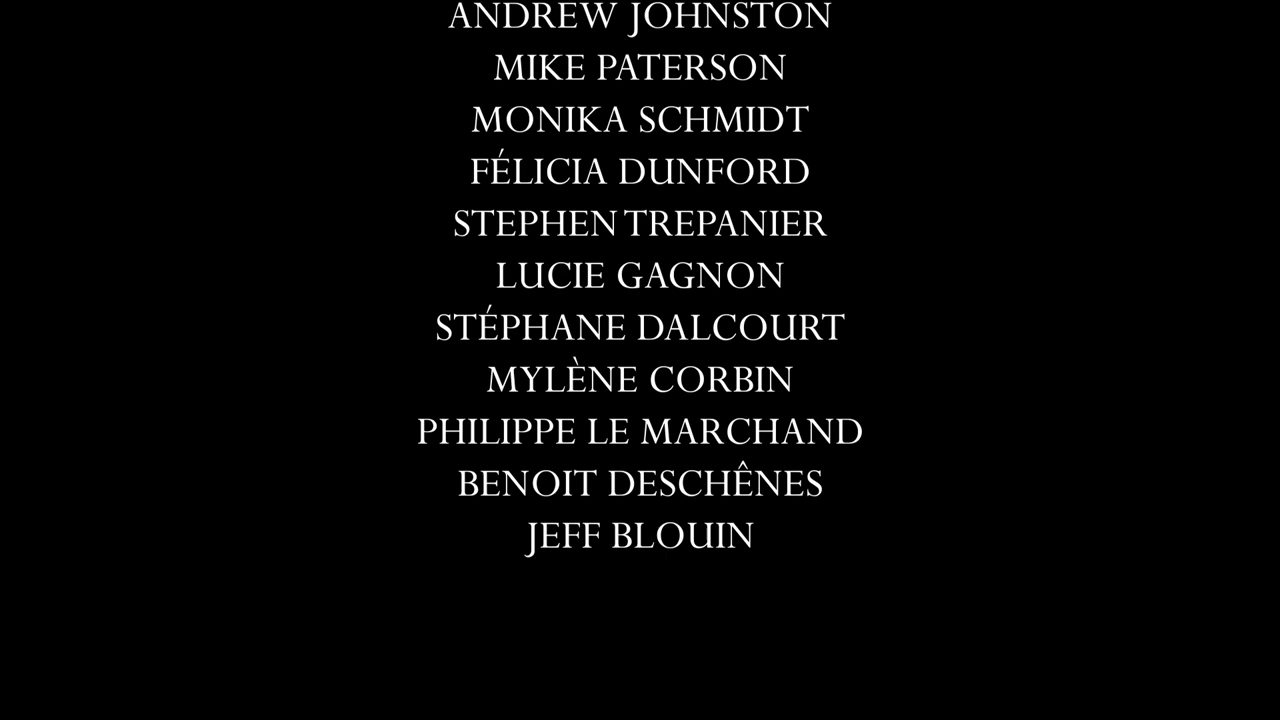 ANDREW JOHNSTON
MIKE PATERSON
MONIKA SCHMIDT
FÉLICIA DUNFORD
STEPHEN TREPANIER
LUCIE GAGNON
STÉPHANE DALCOURT
MYLÈNE CORBIN
PHILIPPE LE MARCHAND
BENOIT DESCHÊNES
JEFF BLOUIN